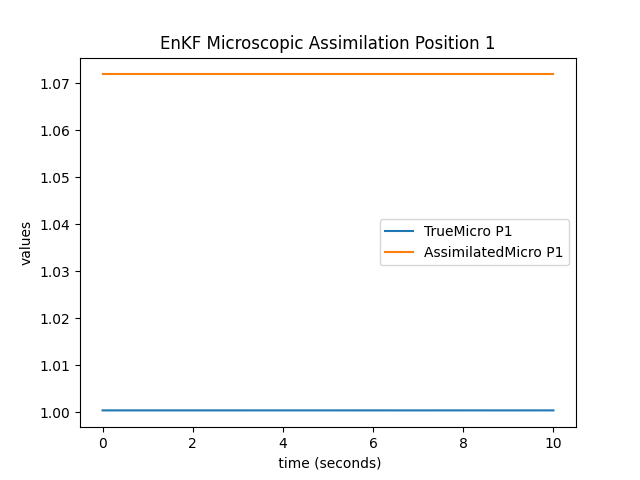 EnKF Microscopic Assimilation Position 1
1.07
1.06
1.05
1.04
1.03
1.02
1.01
1.00
values
TrueMicro P1
AssimilatedMicro P1
0 2 4 6 8 10
time (seconds)